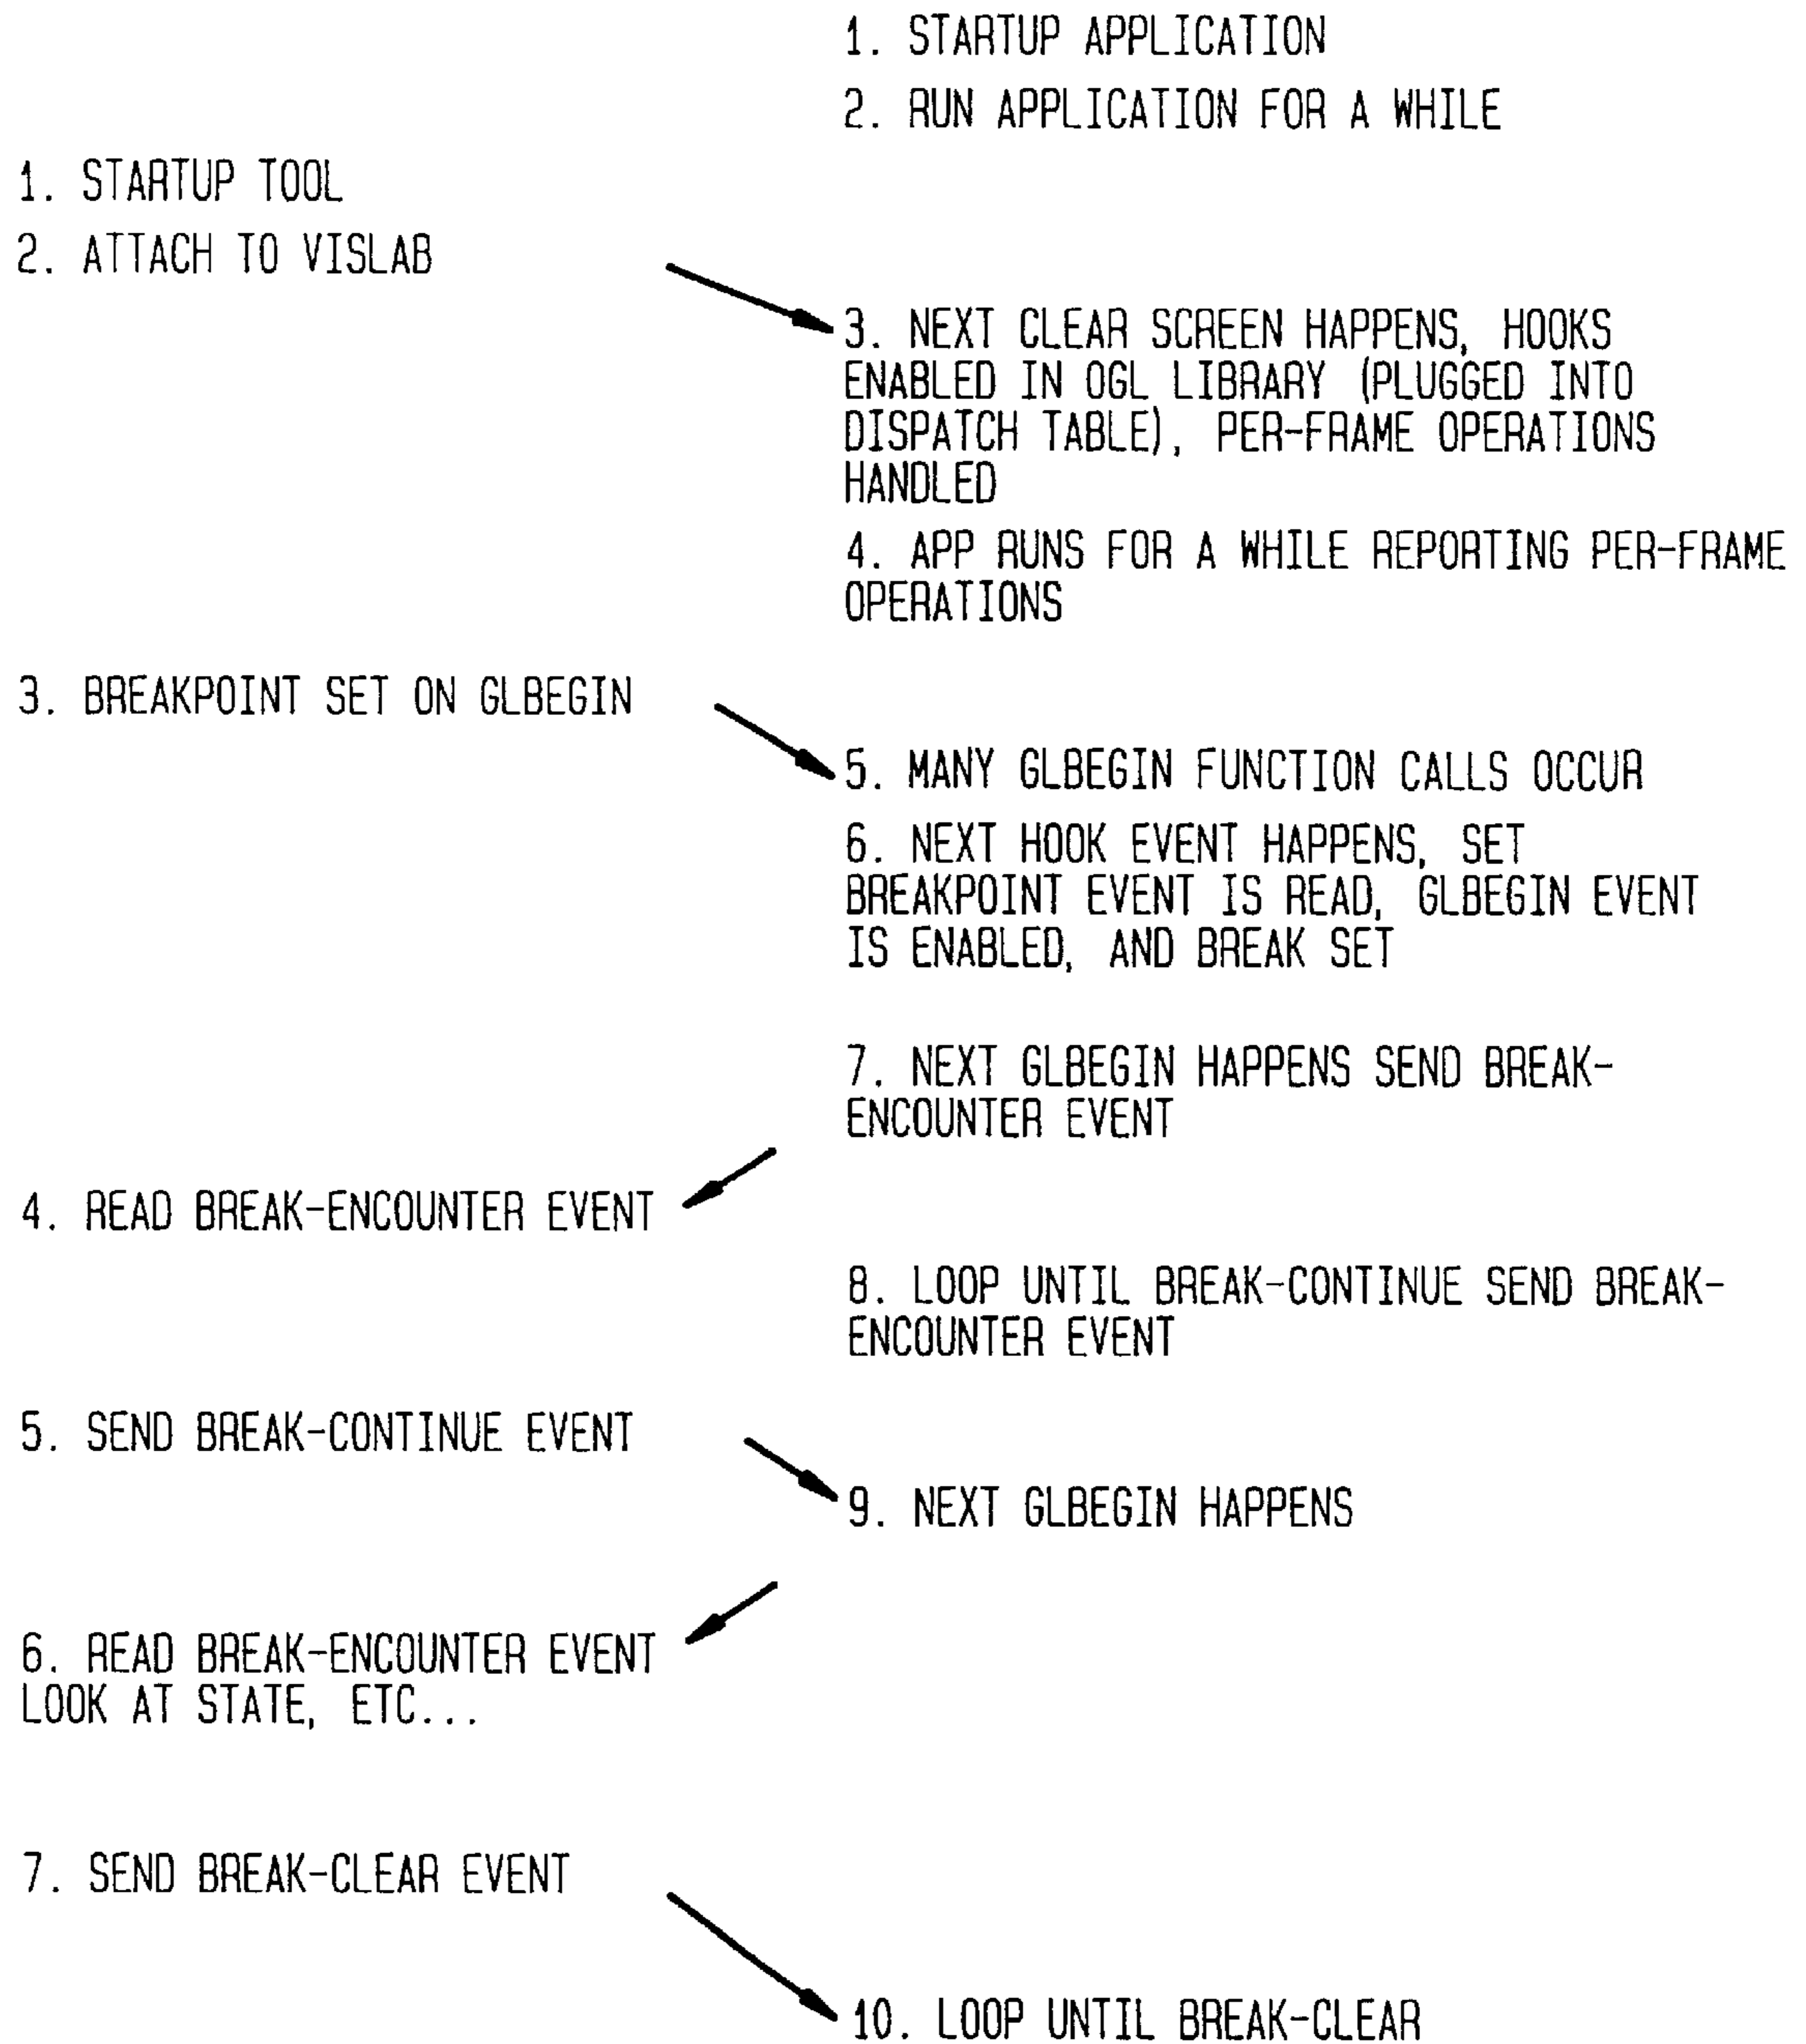 1. STARTUP APPLICATION
2. RUN APPLICATION FOR A WHILE
1. STARTUP TOOL
2. ATTACH TO VISLAB
3. NEXT CLEAR SCREEN HAPPENS, HOOKS
ENABLED IN OGL LIBRARY (PLUGGED INTO
DISPATCH TABLE), PER-FRAME OPERATIONS
HANDLED
4. APP RUNS FOR A WHILE REPORTING PER-FRAME
OPERATIONS
3. BREAKPOINT SET ON GLBEGIN
5. MANY GLBEGIN FUNCTION CALLS OCCUR
6. NEXT HOOK EVENT HAPPENS, SET
BREAKPOINT EVENT IS READ, GLBEGIN EVENT
IS ENABLED, AND BREAK SET
7. NEXT GLBEGIN HAPPENS SEND BREAK-
ENCOUNTER EVENT
4. READ BREAK-ENCOUNTER EVENT
8. LOOP UNTIL BREAK-CONTINUE SEND BREAK-
ENCOUNTER EVENT
5. SEND BREAK-CONTINUE EVENT
9. NEXT GLBEGIN HAPPENS
6. READ BREAK-ENCOUNTER EVENT
LOOK AT STATE, ETC...
7. SEND BREAK-CLEAR EVENT
10. LOOP UNTIL BREAK-CLEAR